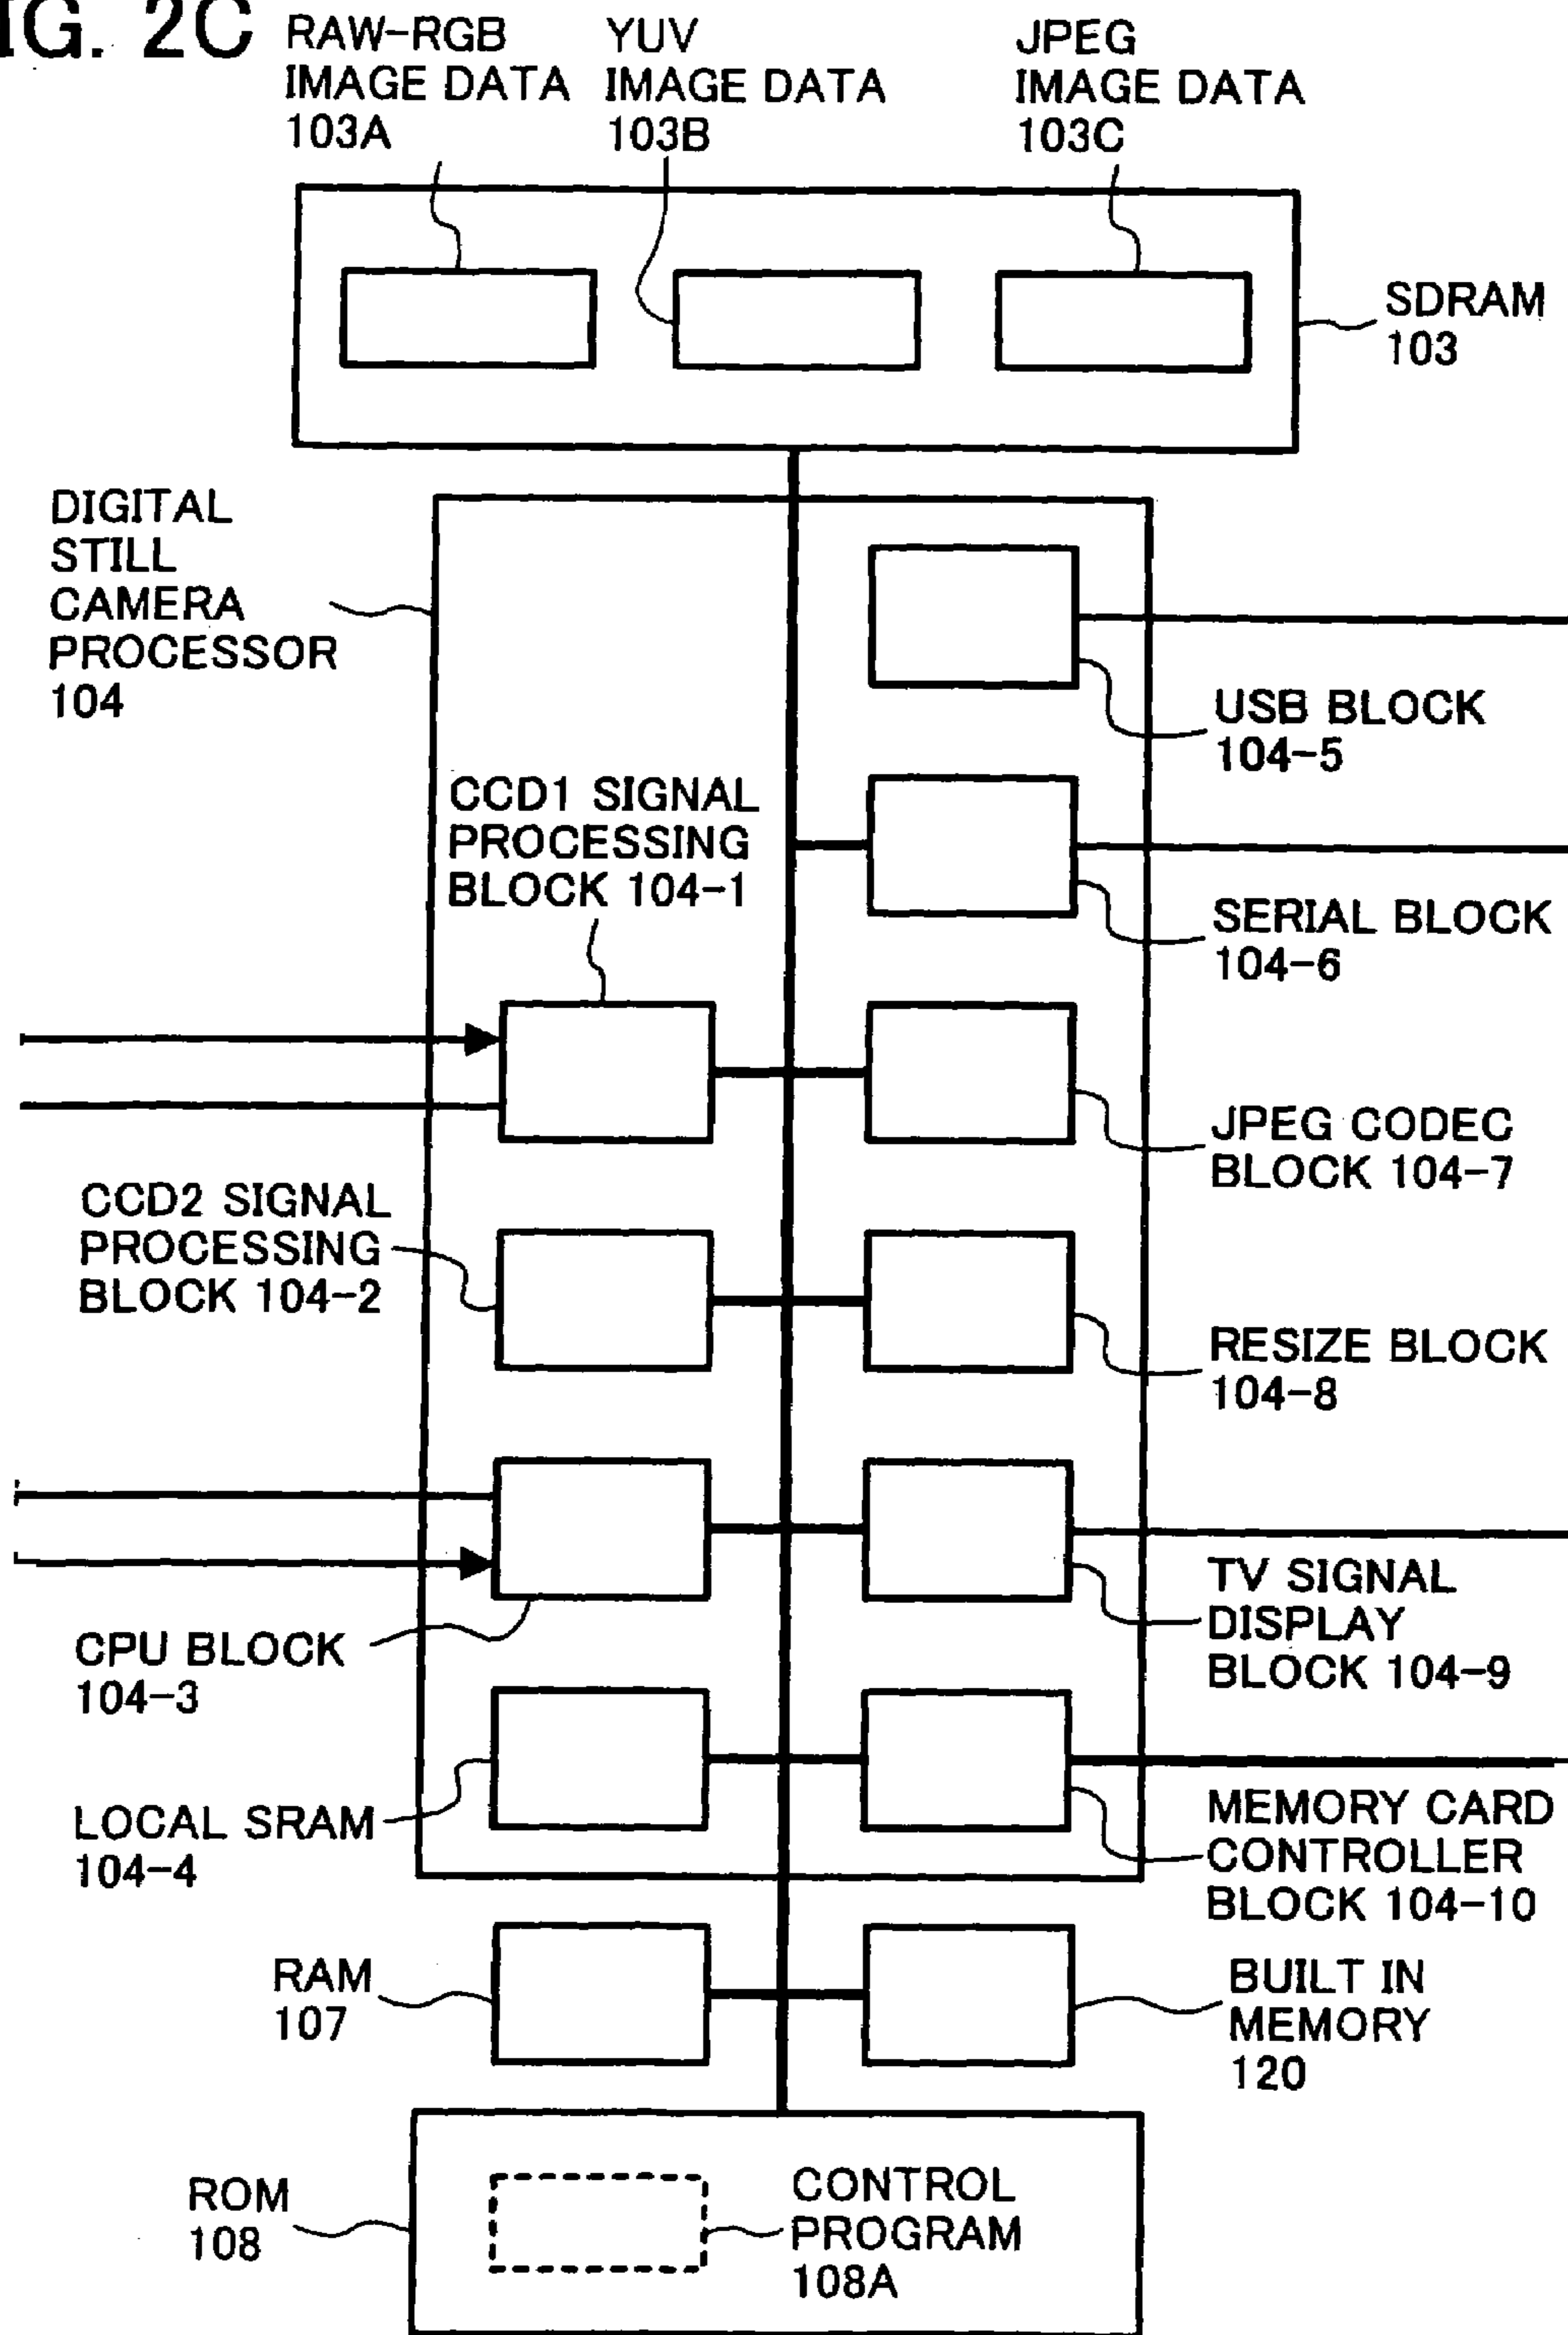 IG. 2C
RAW-RGB
IMAGE DATA
103A
YUV
IMAGE DATA
103B
JPEG
IMAGE DATA
103C
SDRAM
103
DIGITAL
STILL
CAMERA
PROCESSOR
104
USB BLOCK
104-5
CCD1 SIGNAL
PROCESSING
BLOCK 104-1
SERIAL BLOCK
104-6
JPEG CODEC
BLOCK 104-7
CCD2 SIGNAL
PROCESSING
BLOCK 104-2
RESIZE BLOCK
104-8
CPU BLOCK
104-3
TV SIGNAL
DISPLAY
BLOCK 104-9
LOCAL SRAM
104-4
MEMORY CARD
CONTROLLER
BLOCK 104-10
RAM
107
BUILT IN
MEMORY
120
ROM
108
CONTROL
PROGRAM
108A